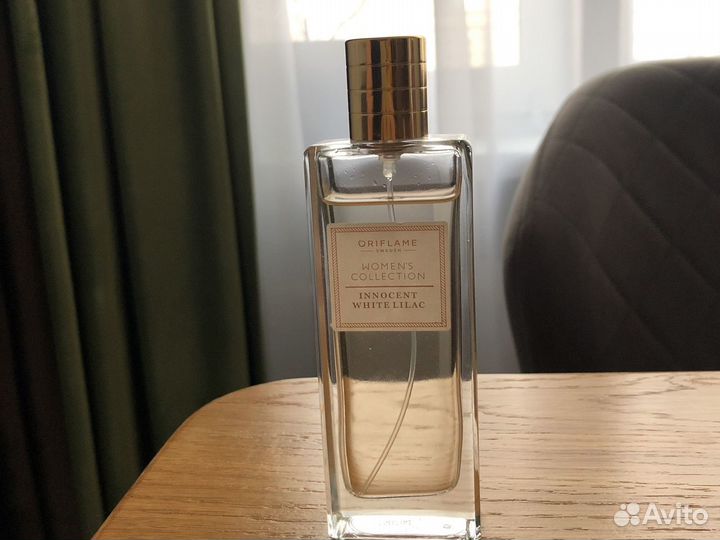 ORIFLAME
SWEDEN
WOMEN'S
COLLECTION
INNOCENT
WHITE LILAC
Avito